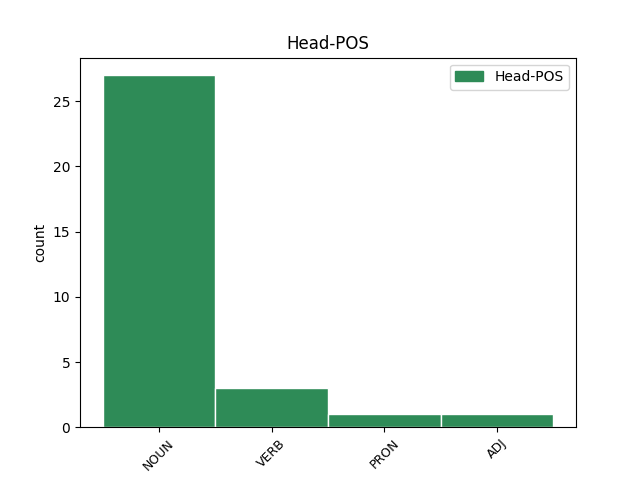 Head-POS
Head-POS
count
25
20
15
10
5
0
NOUN
VERB
PRON
ADJ